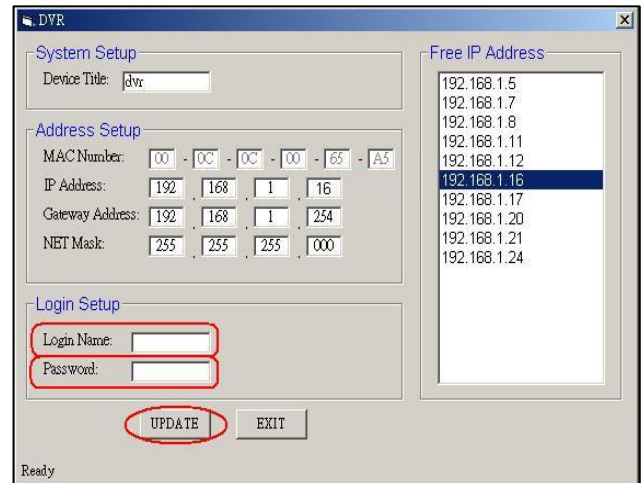 DVR
System Setup
Device Title: dvr
Address Setup
MAC Number: 00 - 0C - 0C - 00 - 65 - A5
IP Address: 192 . 168 . 1 . 16
Gateway Address: 192 . 168 . 1 . 254
NET Mask: 255 . 255 . 255 . 000
Login Setup
Login Name:
Password:
UPDATE EXIT
Ready
Free IP Address
192.168.1.5
192.168.1.7
192.168.1.8
192.168.1.11
192.168.1.12
192.168.1.16
192.168.1.17
192.168.1.20
192.168.1.21
192.168.1.24